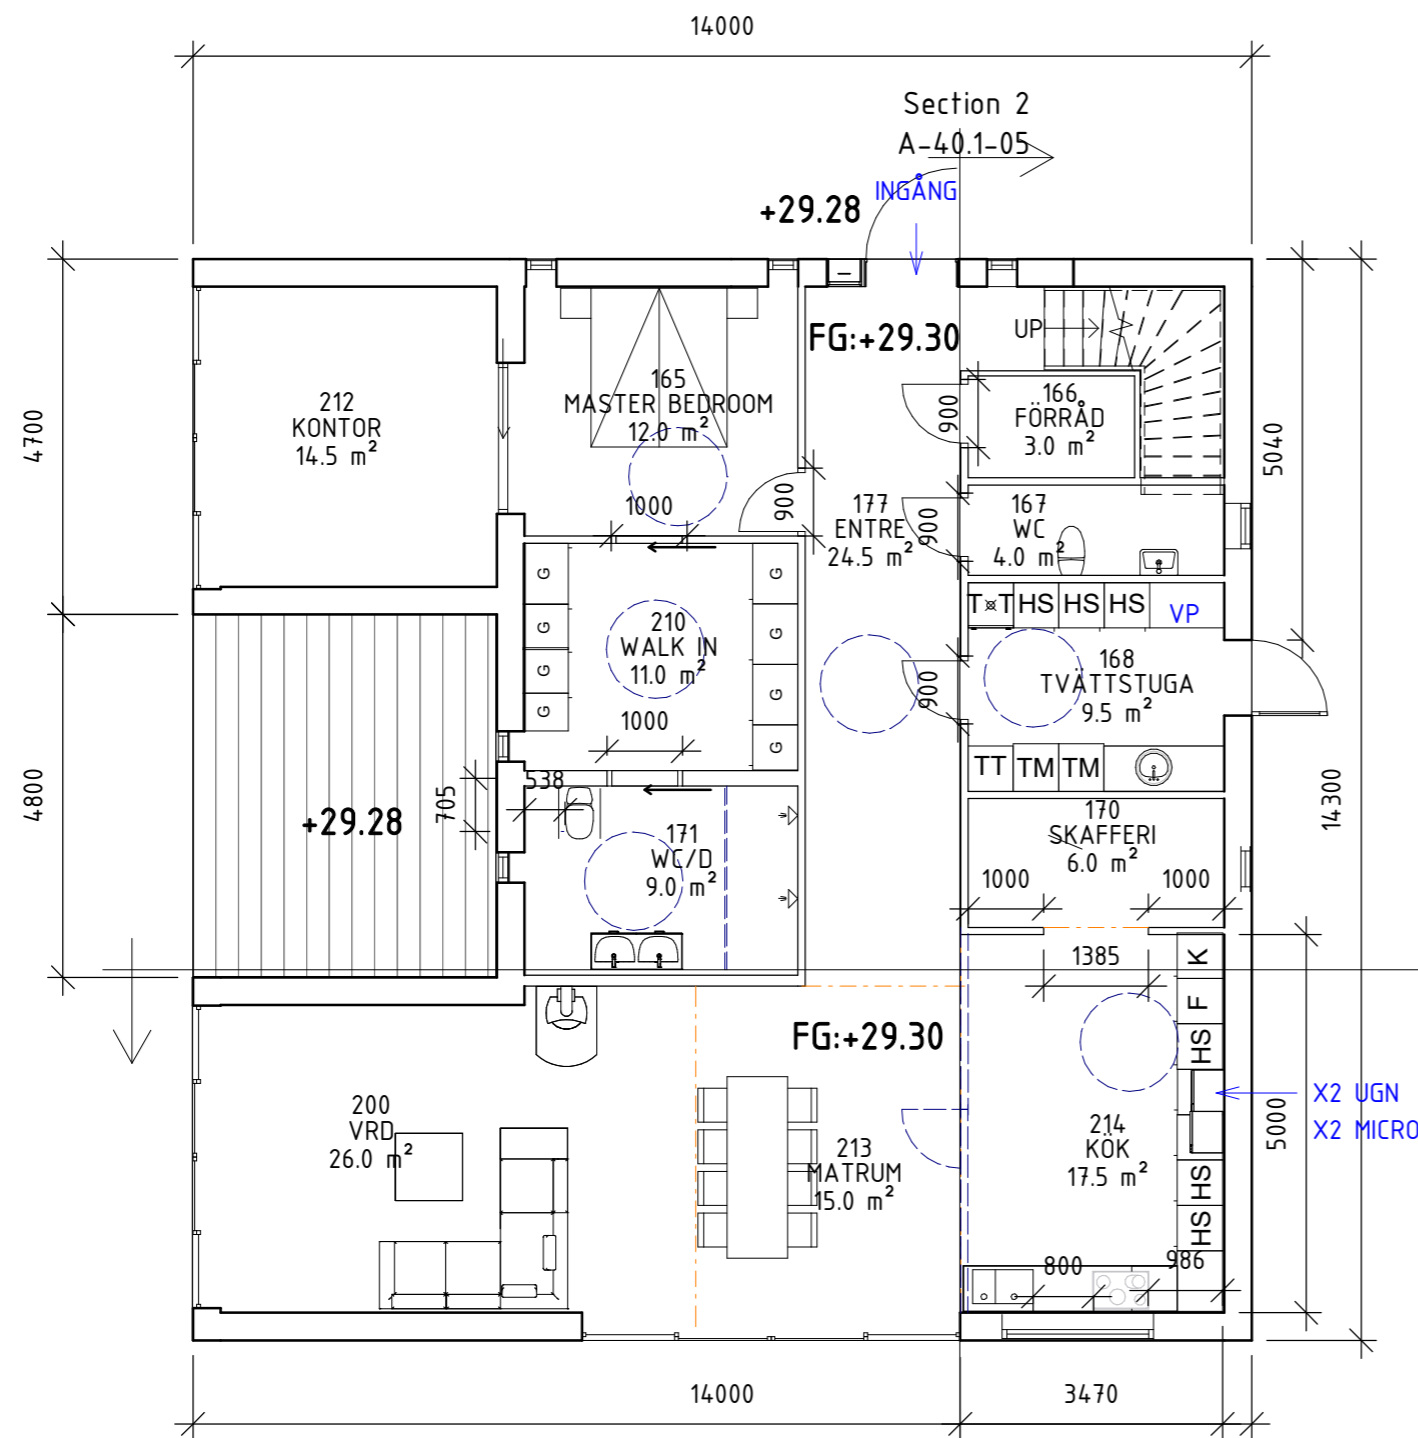 14000
Section 2
A-40.1-05
INGÅNG
+29.28
FG:+29.30
UP
165
MASTER BEDROOM
12.0 m²
212
KONTOR
14.5 m²
166
FÖRRÅD
3.0 m²
900
4700
5040
1000
900
177
ENTRE
24.5 m²
900
167
WC
4.0 m²
G
G
G
G
G
G
G
G
T T
HS
HS
HS
VP
210
WALK IN
11.0 m²
168
TVÄTTSTUGA
9.5 m²
900
1000
TT
TM
TM
538
705
4800
+29.28
14300
171
WC/D
9.0 m²
170
SKAFFERI
6.0 m²
1000
1000
1385
K
F
HS
FG:+29.30
X2 UGN
X2 MICRO
5000
200
VRD
26.0 m²
213
MATRUM
15.0 m²
214
KÖK
17.5 m²
HS
HS
800
986
14000
3470